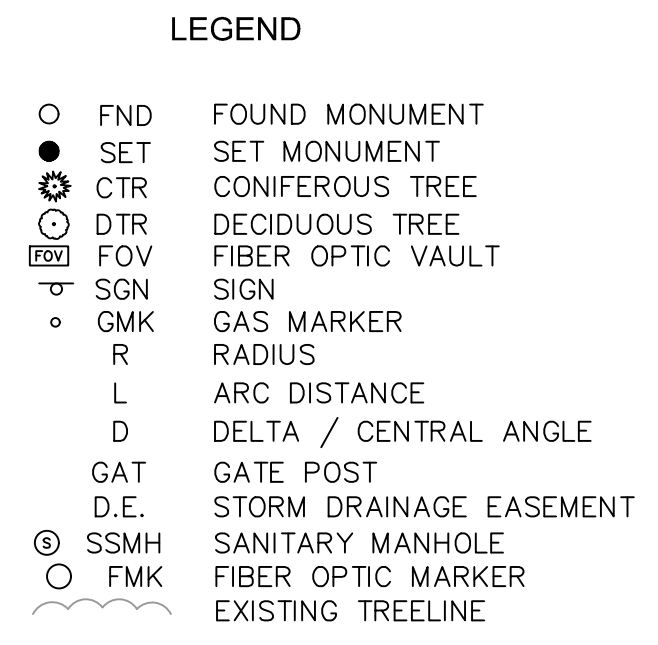 LEGEND
FND FOUND MONUMENT
SET SET MONUMENT
CTR CONIFEROUS TREE
DTR DECIDUOUS TREE
FOV FOV FIBER OPTIC VAULT
SGN SIGN
GMK GAS MARKER
R RADIUS
L ARC DISTANCE
D DELTA / CENTRAL ANGLE
GAT GATE POST
D.E. STORM DRAINAGE EASEMENT
S SSMH SANITARY MANHOLE
FMK FIBER OPTIC MARKER
EXISTING TREELINE